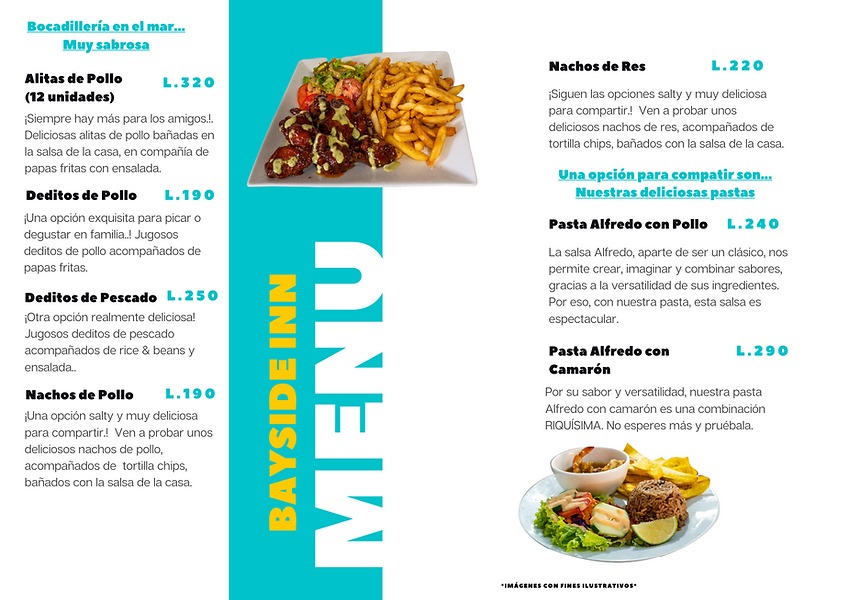 Bocadillería en el mar...
Muy sabrosa
Alitas de Pollo
(12 unidades)
L.320
¡Siempre hay más para los amigos.!.
Deliciosas alitas de pollo bañadas en
la salsa de la casa, en compañía de
papas fritas con ensalada.
Deditos de Pollo L.190
¡Una opción exquisita para picar o
degustar en familia..! Jugosos
deditos de pollo acompañados de
papas fritas.
Deditos de Pescado L.250
¡Otra opción realmente deliciosa!
Jugosos deditos de pescado
acompañados de rice & beans y
ensalada..
Nachos de Pollo L.190
¡Una opción salty y muy deliciosa
para compartir.! Ven a probar unos
deliciosos nachos de pollo,
acompañados de tortilla chips,
bañados con la salsa de la casa.
BAYSIDE INN
MENU
Nachos de Res L.220
¡Siguen las opciones salty y muy deliciosa
para compartir.! Ven a probar unos
deliciosos nachos de res, acompañados de
tortilla chips, bañados con la salsa de la casa.
Una opción para compatir son...
Nuestras deliciosas pastas
Pasta Alfredo con Pollo L.240
La salsa Alfredo, aparte de ser un clásico, nos
permite crear, imaginar y combinar sabores,
gracias a la versatilidad de sus ingredientes.
Por eso, con nuestra pasta, esta salsa es
espectacular.
Pasta Alfredo con
Camarón
L.290
Por su sabor y versatilidad, nuestra pasta
Alfredo con camarón es una combinación
RIQUÍSIMA. No esperes más y pruébala.
*IMÁGENES CON FINES ILUSTRATIVOS*